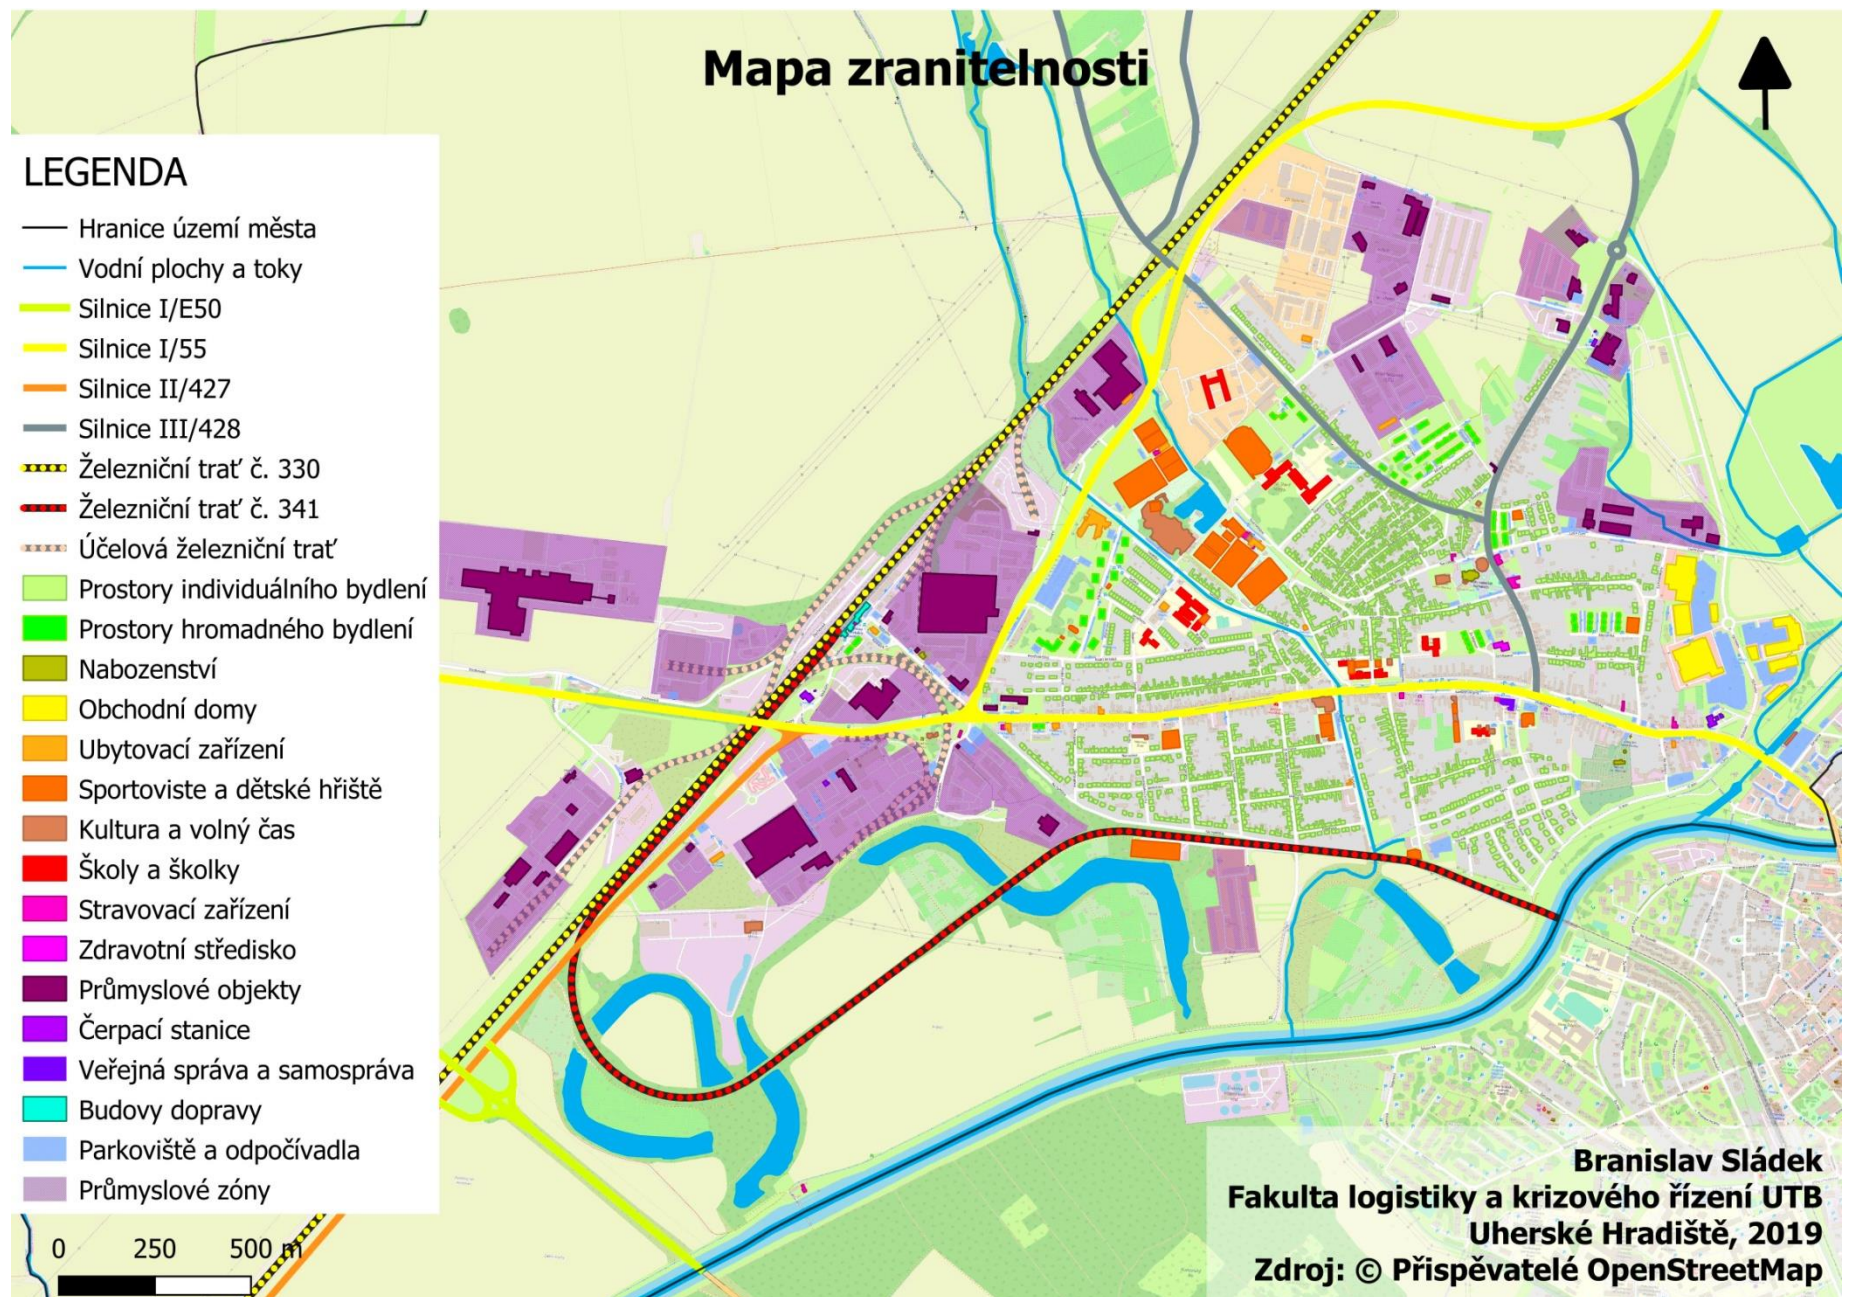 Mapa zranitelnosti
LEGENDA
Hranice území města
Vodní plochy a toky
Silnice I/E50
Silnice I/55
Silnice II/427
Silnice III/428
Železniční trať č. 330
Železniční trať č. 341
Účelová železniční trať
Prostory individuálního bydlení
Prostory hromadného bydlení
Nabozenství
Obchodní domy
Ubytovací zařízení
Sportoviste a dětské hřiště
Kultura a volný čas
Školy a školky
Stravovací zařízení
Zdravotní středisko
Průmyslové objekty
Čerpací stanice
Veřejná správa a samospráva
Budovy dopravy
Parkoviště a odpočívadla
Průmyslové zóny
0 250 500 m
Branislav Sládek
Fakulta logistiky a krizového řízení UTB
Uherské Hradiště, 2019
Zdroj: © Přispěvatelé OpenStreetMap